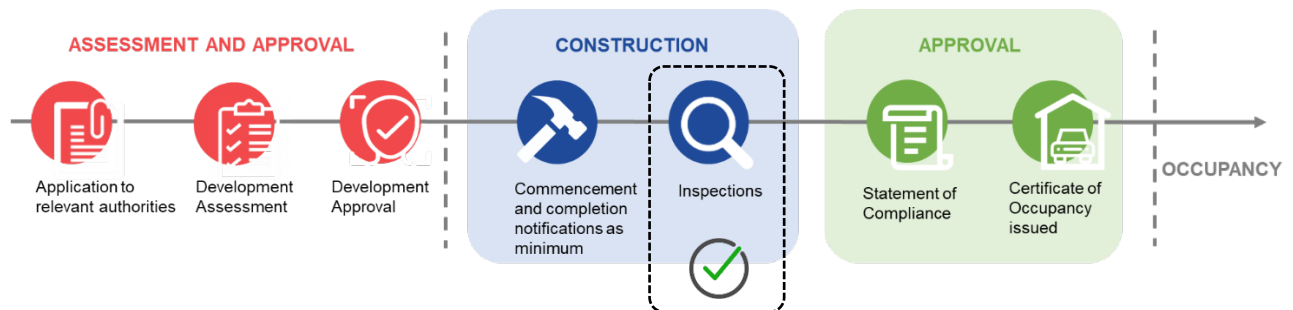 ASSESSMENT AND APPROVAL
CONSTRUCTION
APPROVAL
Application to
relevant authorities
Development
Assessment
Development
Approval
Commencement
and completion
notifications as
minimum
Inspections
Statement of
Compliance
Certificate of
Occupancy
issued
OCCUPANCY